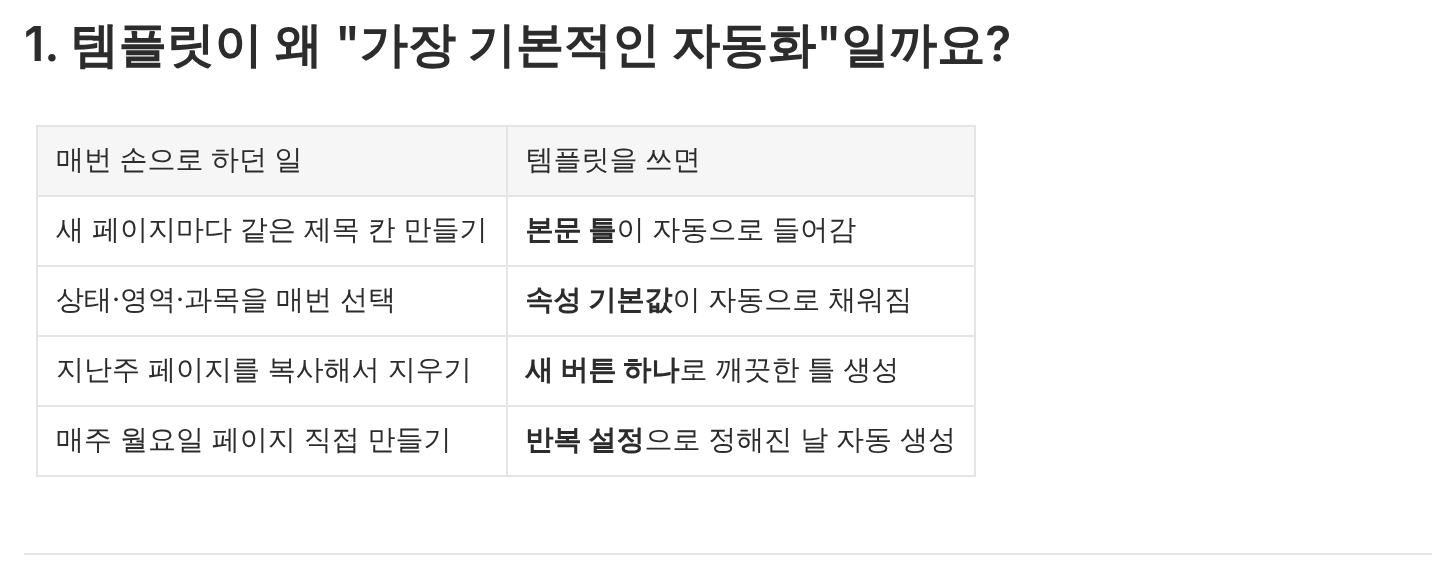 1. 템플릿이 왜 "가장 기본적인 자동화"일까요?
매번 손으로 하던 일 템플릿을 쓰면
새 페이지마다 같은 제목 칸 만들기 본문 틀이 자동으로 들어감
상태·영역·과목을 매번 선택 속성 기본값이 자동으로 채워짐
지난주 페이지를 복사해서 지우기 새 버튼 하나로 깨끗한 틀 생성
매주 월요일 페이지 직접 만들기 반복 설정으로 정해진 날 자동 생성